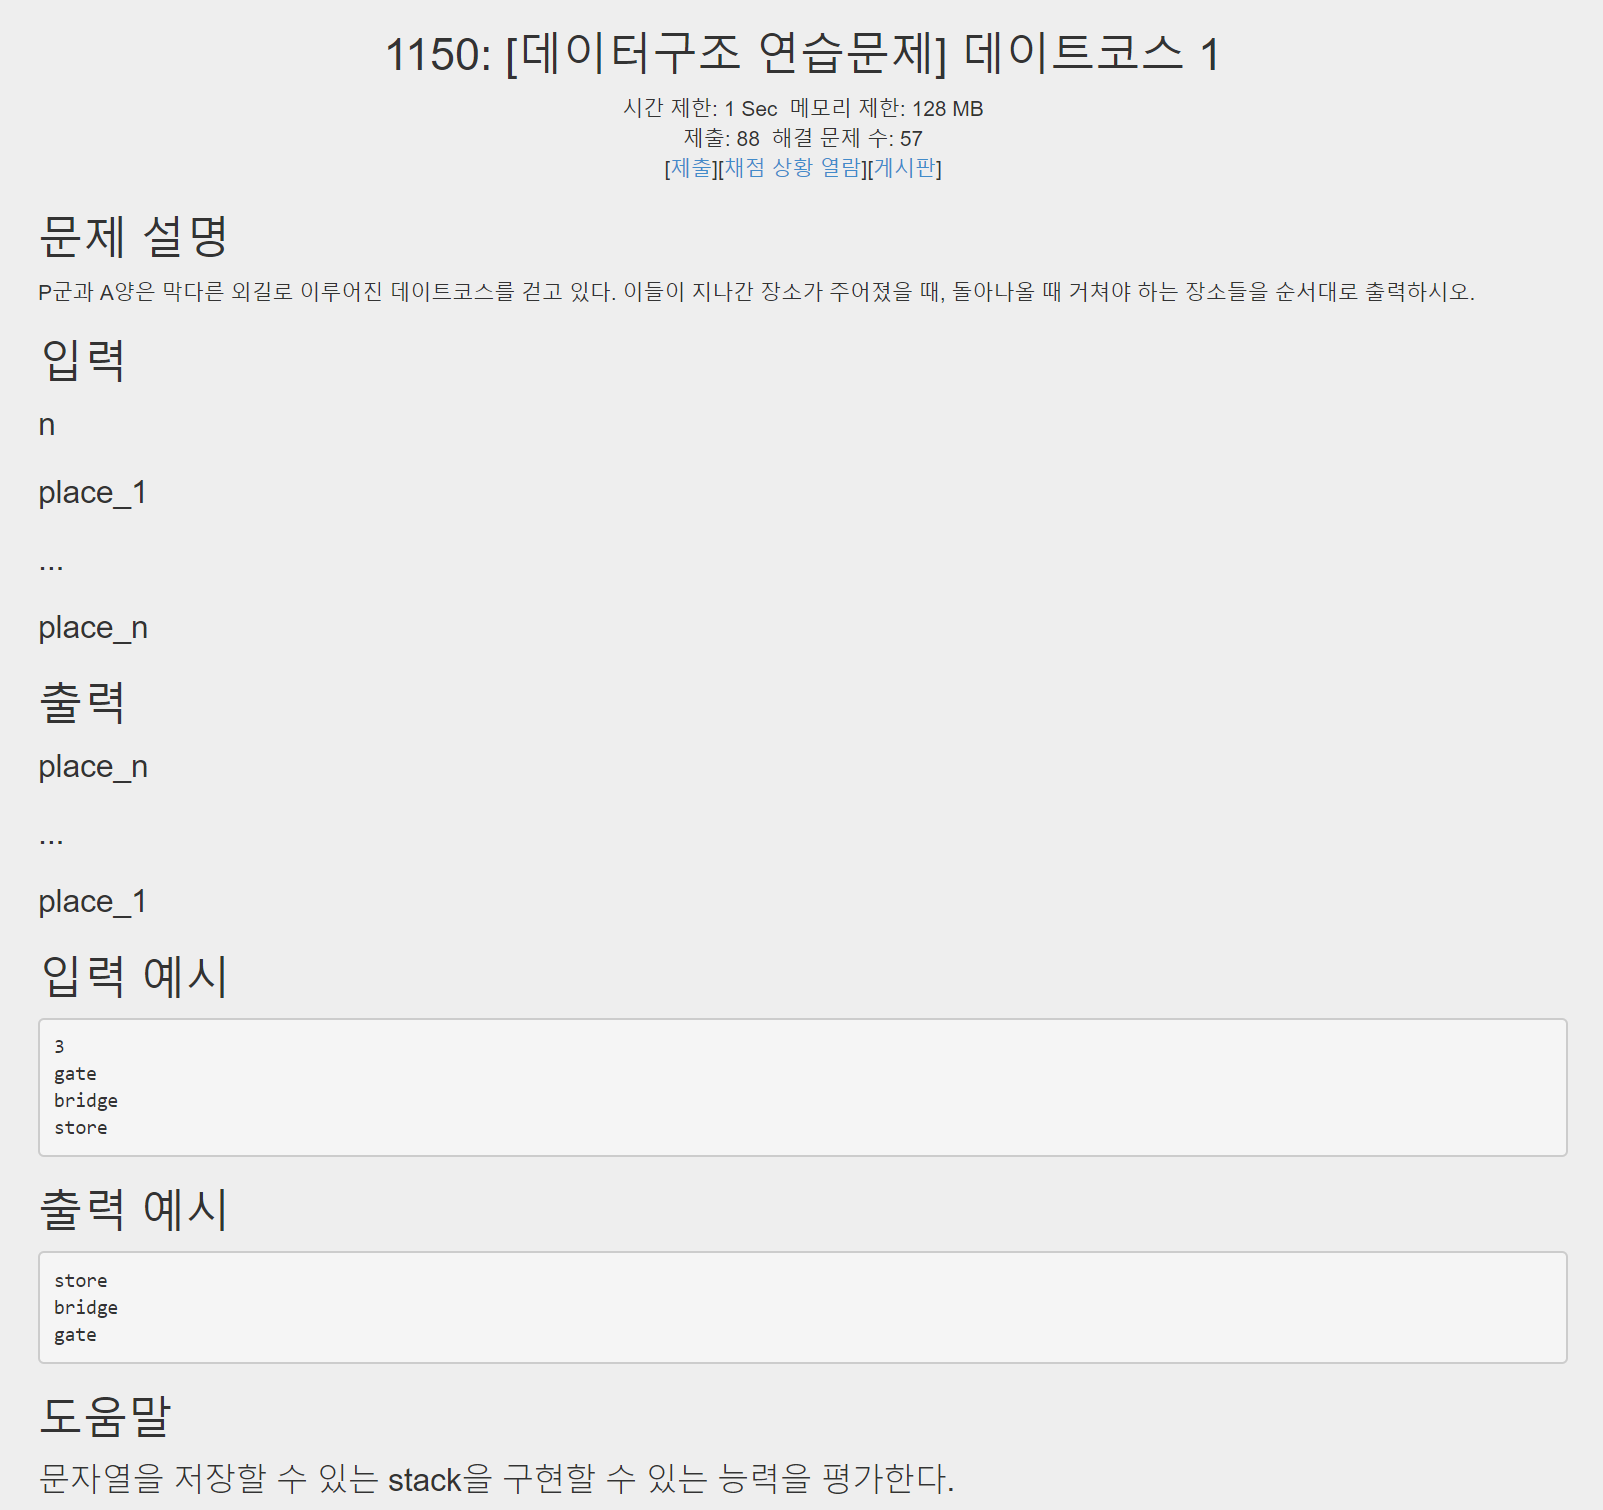 1150: [데이터구조 연습문제] 데이트코스 1
시간 제한: 1 Sec 메모리 제한: 128 MB
제출: 88 해결 문제 수: 57
[제출][채점 상황 열람][게시판]
문제 설명
P군과 A양은 막다른 외길로 이루어진 데이트코스를 걷고 있다. 이들이 지나간 장소가 주어졌을 때, 돌아나올 때 거쳐야 하는 장소들을 순서대로 출력하시오.
입력
n
place_1
...
place_n
출력
place_n
...
place_1
입력 예시
3
gate
bridge
store
출력 예시
store
bridge
gate
도움말
문자열을 저장할 수 있는 stack을 구현할 수 있는 능력을 평가한다.